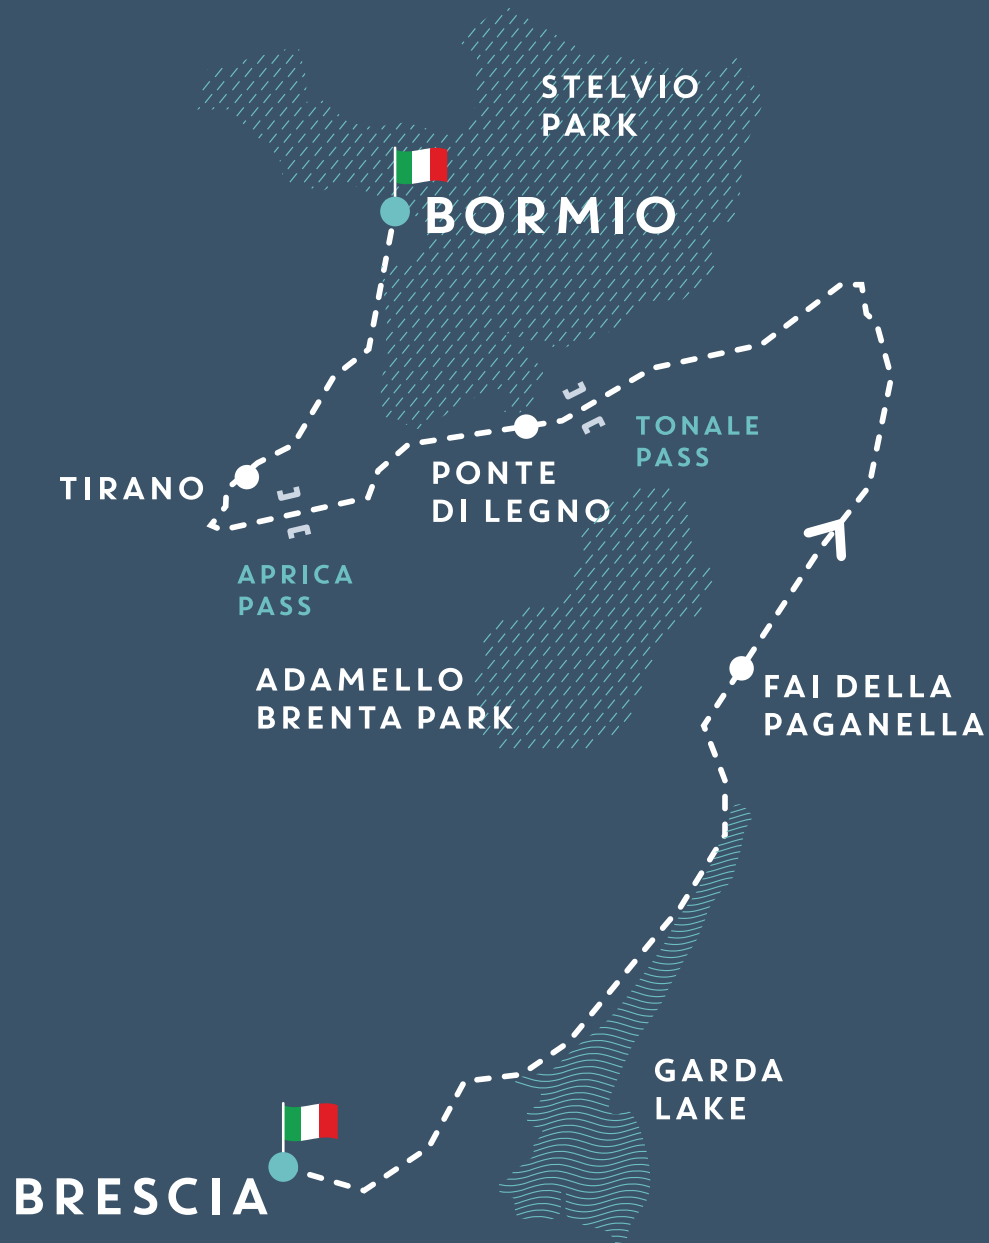 STELVIO
PARK
BORMIO
TONALE
PASS
PONTE
DI LEGNO
TIRANO
APRICA
PASS
ADAMELLO
BRENTA PARK
FAI DELLA
PAGANELLA
GARDA
LAKE
BRESCIA